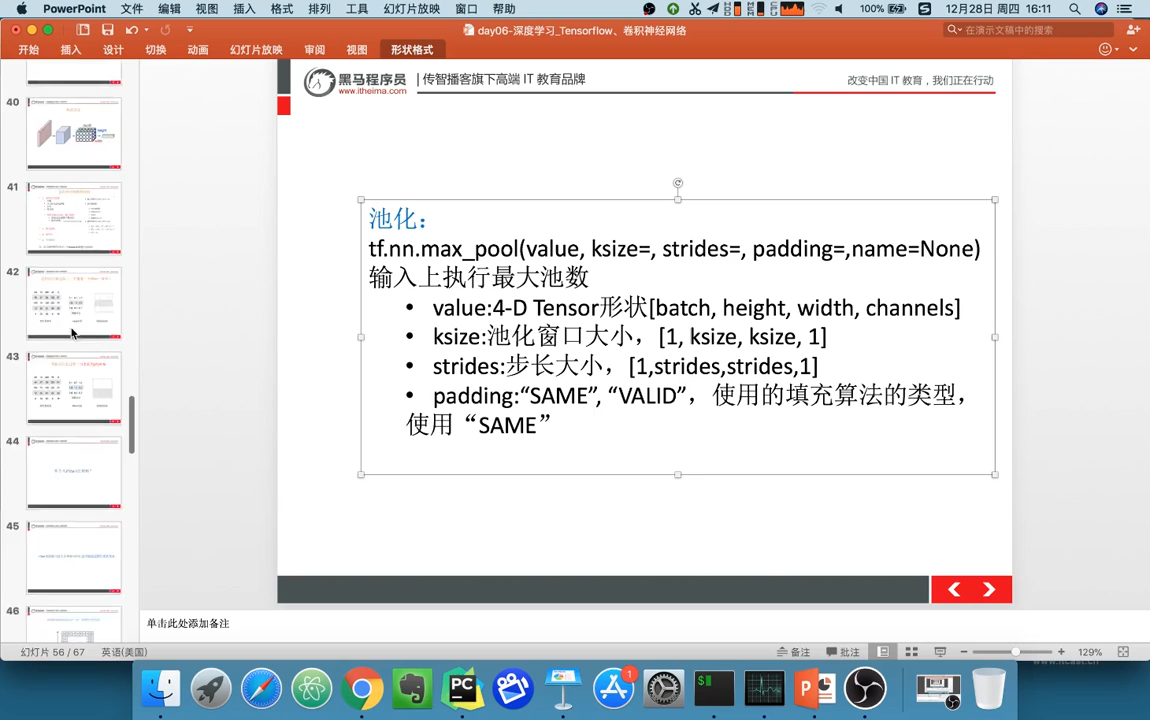 PowerPoint 文件 编辑 视图 插入 格式 排列 工具 幻灯片放映 窗口 帮助 100% 12月28日 周四 16:11
day06-深度学习_Tensorflow、卷积神经网络
在演示文稿中搜索
开始 插入 设计 切换 动画 幻灯片放映 审阅 视图 形状格式
40
41
42
43
44
45
46
黑马程序员 传智播客旗下高端 IT 教育品牌
www.itheima.com
改变中国 IT 教育，我们正在行动
池化：
tf.nn.max_pool(value, ksize=, strides=, padding=,name=None)
输入上执行最大池数
• value:4-D Tensor形状[batch, height, width, channels]
• ksize:池化窗口大小，[1, ksize, ksize, 1]
• strides:步长大小，[1,strides,strides,1]
• padding:“SAME”, “VALID”，使用的填充算法的类型，
使用“SAME”
单击此处添加备注
幻灯片 56 / 67 英语(美国) 备注 批注 129%
www.itcast.cn
PC
1
$
P